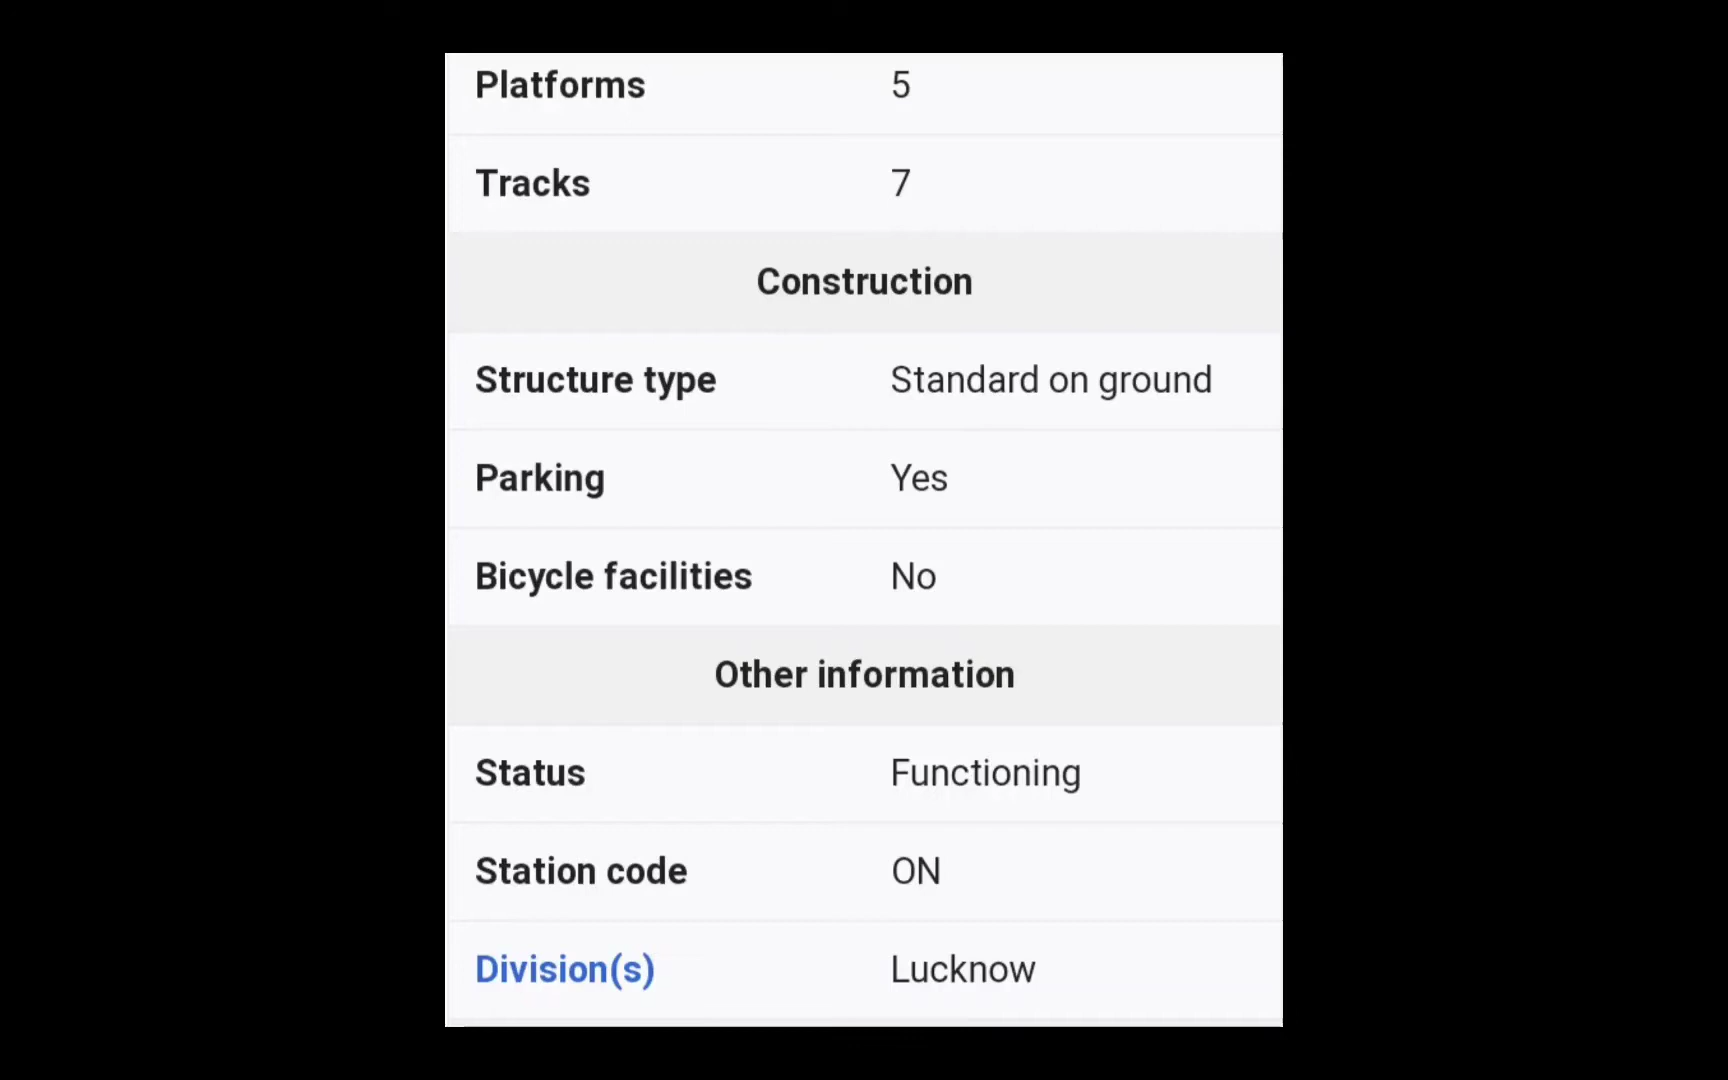 Platforms 5
Tracks 7
Construction
Structure type Standard on ground
Parking Yes
Bicycle facilities No
Other information
Status Functioning
Station code ON
Division(s) Lucknow